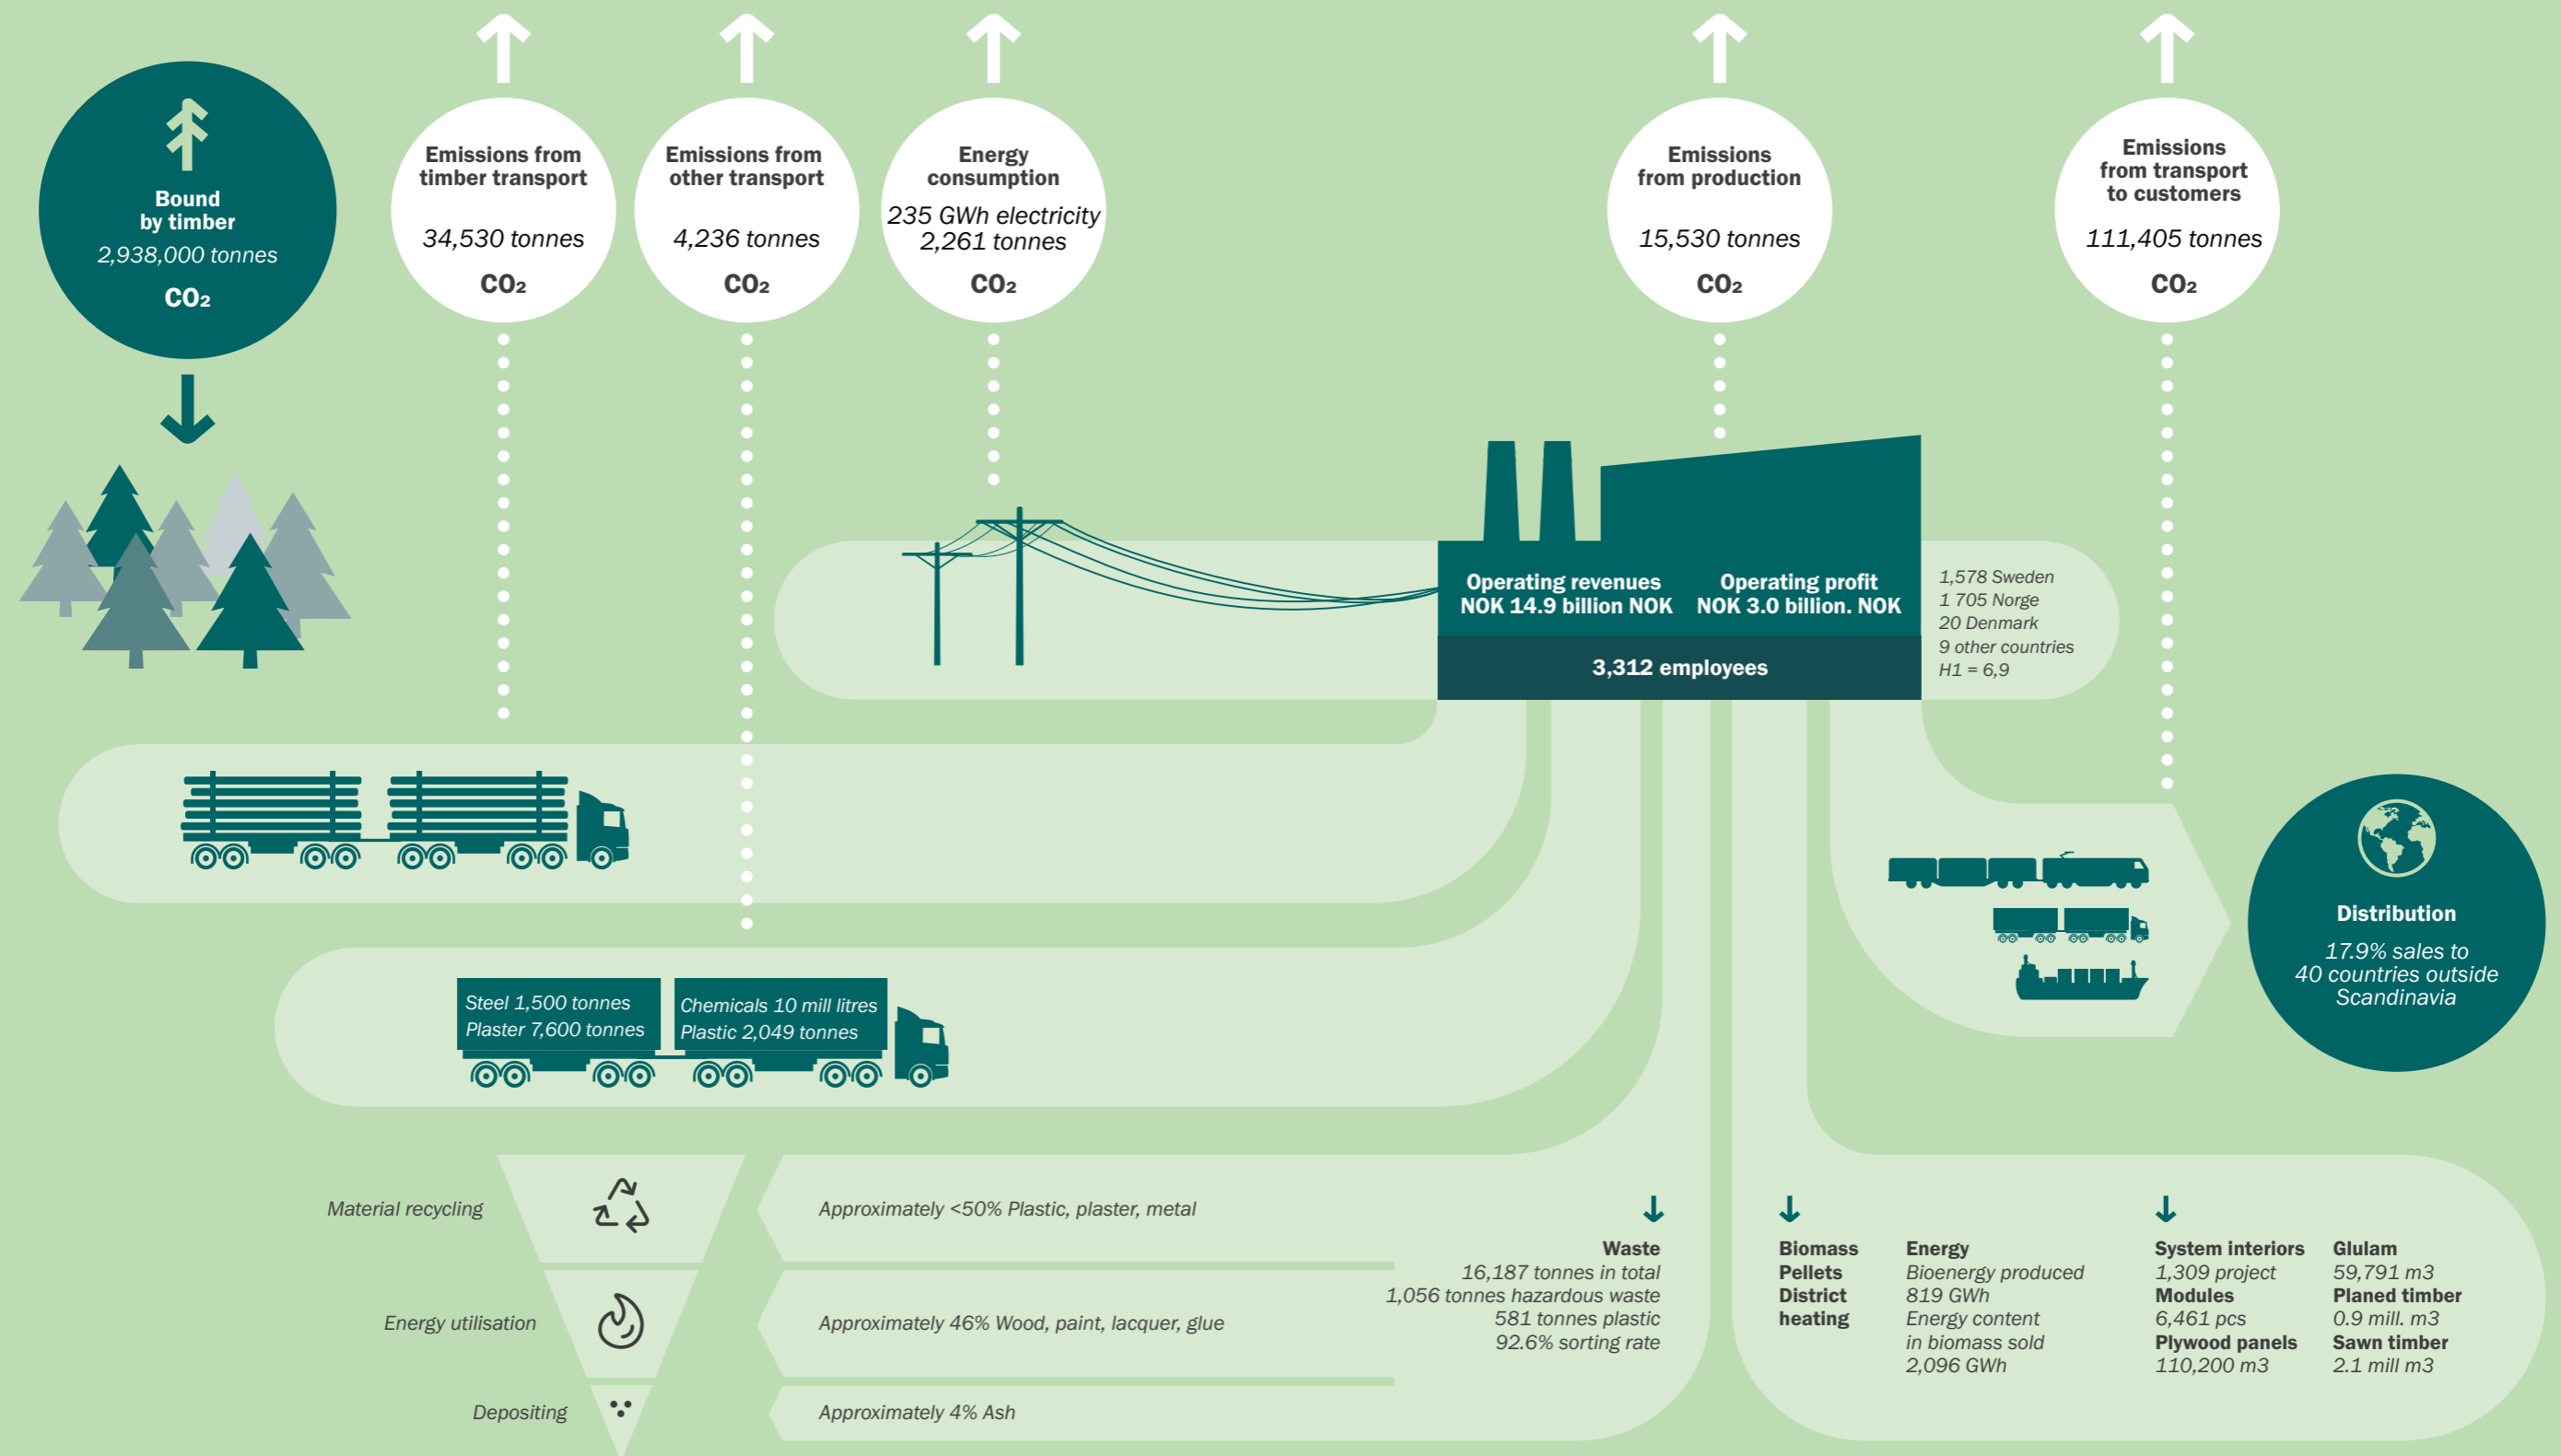 Bound
by timber
2,938,000 tonnes
CO₂
Emissions from
timber transport
34,530 tonnes
CO₂
Emissions from
other transport
4,236 tonnes
CO₂
Energy
consumption
235 GWh electricity
2,261 tonnes
CO₂
Emissions
from production
15,530 tonnes
CO₂
Emissions
from transport
to customers
111,405 tonnes
CO₂
Operating revenues
NOK 14.9 billion NOK
Operating profit
NOK 3.0 billion. NOK
3,312 employees
1,578 Sweden
1 705 Norge
20 Denmark
9 other countries
H1 = 6,9
Distribution
17.9% sales to
40 countries outside
Scandinavia
Steel 1,500 tonnes
Plaster 7,600 tonnes
Chemicals 10 mill litres
Plastic 2,049 tonnes
Material recycling
Approximately <50% Plastic, plaster, metal
Energy utilisation
Approximately 46% Wood, paint, lacquer, glue
Depositing
Approximately 4% Ash
Waste
16,187 tonnes in total
1,056 tonnes hazardous waste
581 tonnes plastic
92.6% sorting rate
Biomass
Pellets
District
heating
Energy
Bioenergy produced
819 GWh
Energy content
in biomass sold
2,096 GWh
System interiors
1,309 project
Modules
6,461 pcs
Plywood panels
110,200 m3
Glulam
59,791 m3
Planed timber
0.9 mill. m3
Sawn timber
2.1 mill m3